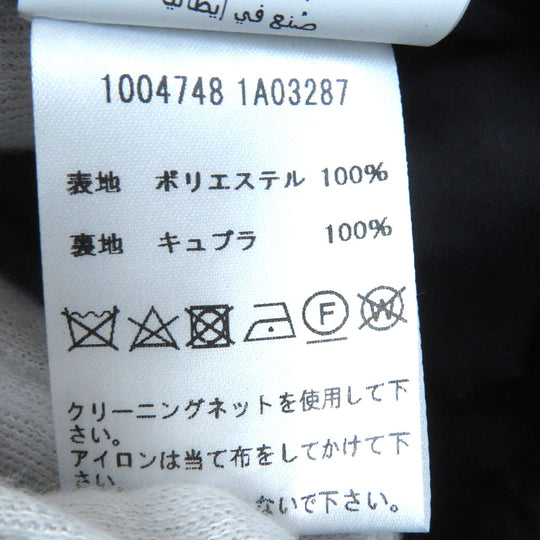 صُنع في إيطاليا
1004748 1A03287
表地 ポリエステル 100%
裏地 キュプラ 100%
F W
クリーニングネットを使用して下
さい。
アイロンは当て布をしてかけて下
さい。
ないで下さい。